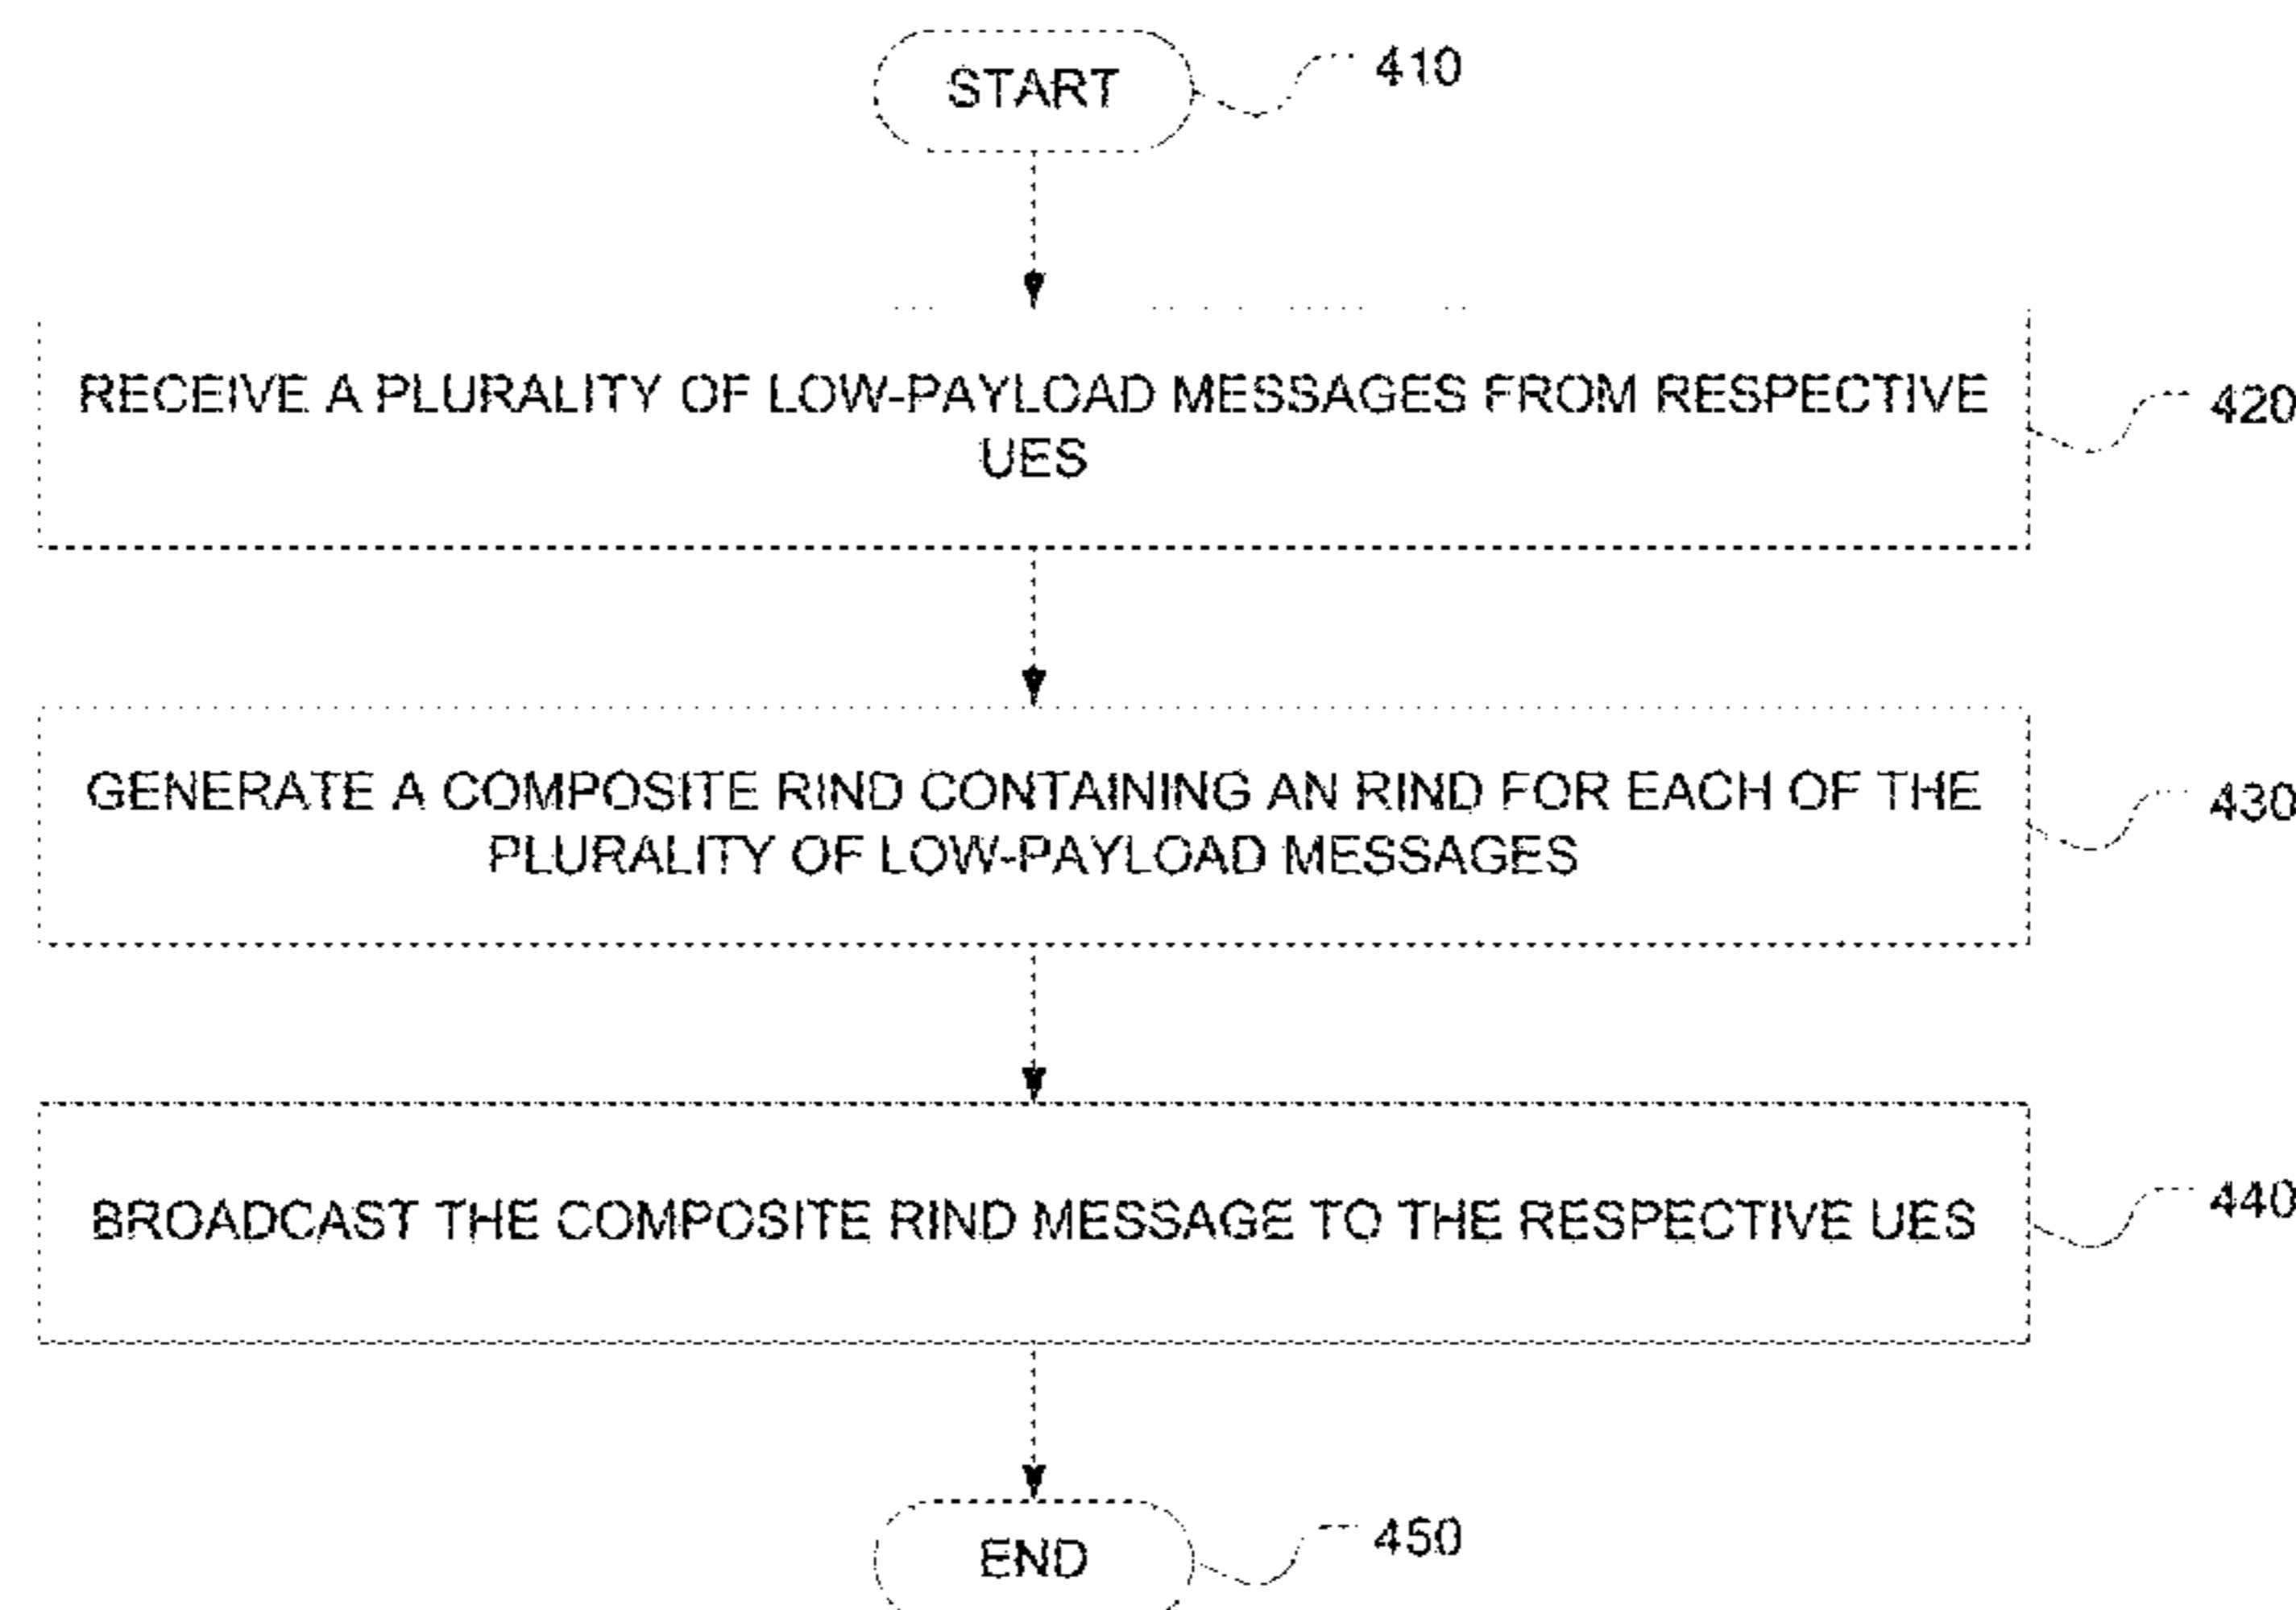 START
410
RECEIVE A PLURALITY OF LOW-PAYLOAD MESSAGES FROM RESPECTIVE
UES
420
GENERATE A COMPOSITE RIND CONTAINING AN RIND FOR EACH OF THE
PLURALITY OF LOW-PAYLOAD MESSAGES
430
BROADCAST THE COMPOSITE RIND MESSAGE TO THE RESPECTIVE UES
440
END
450